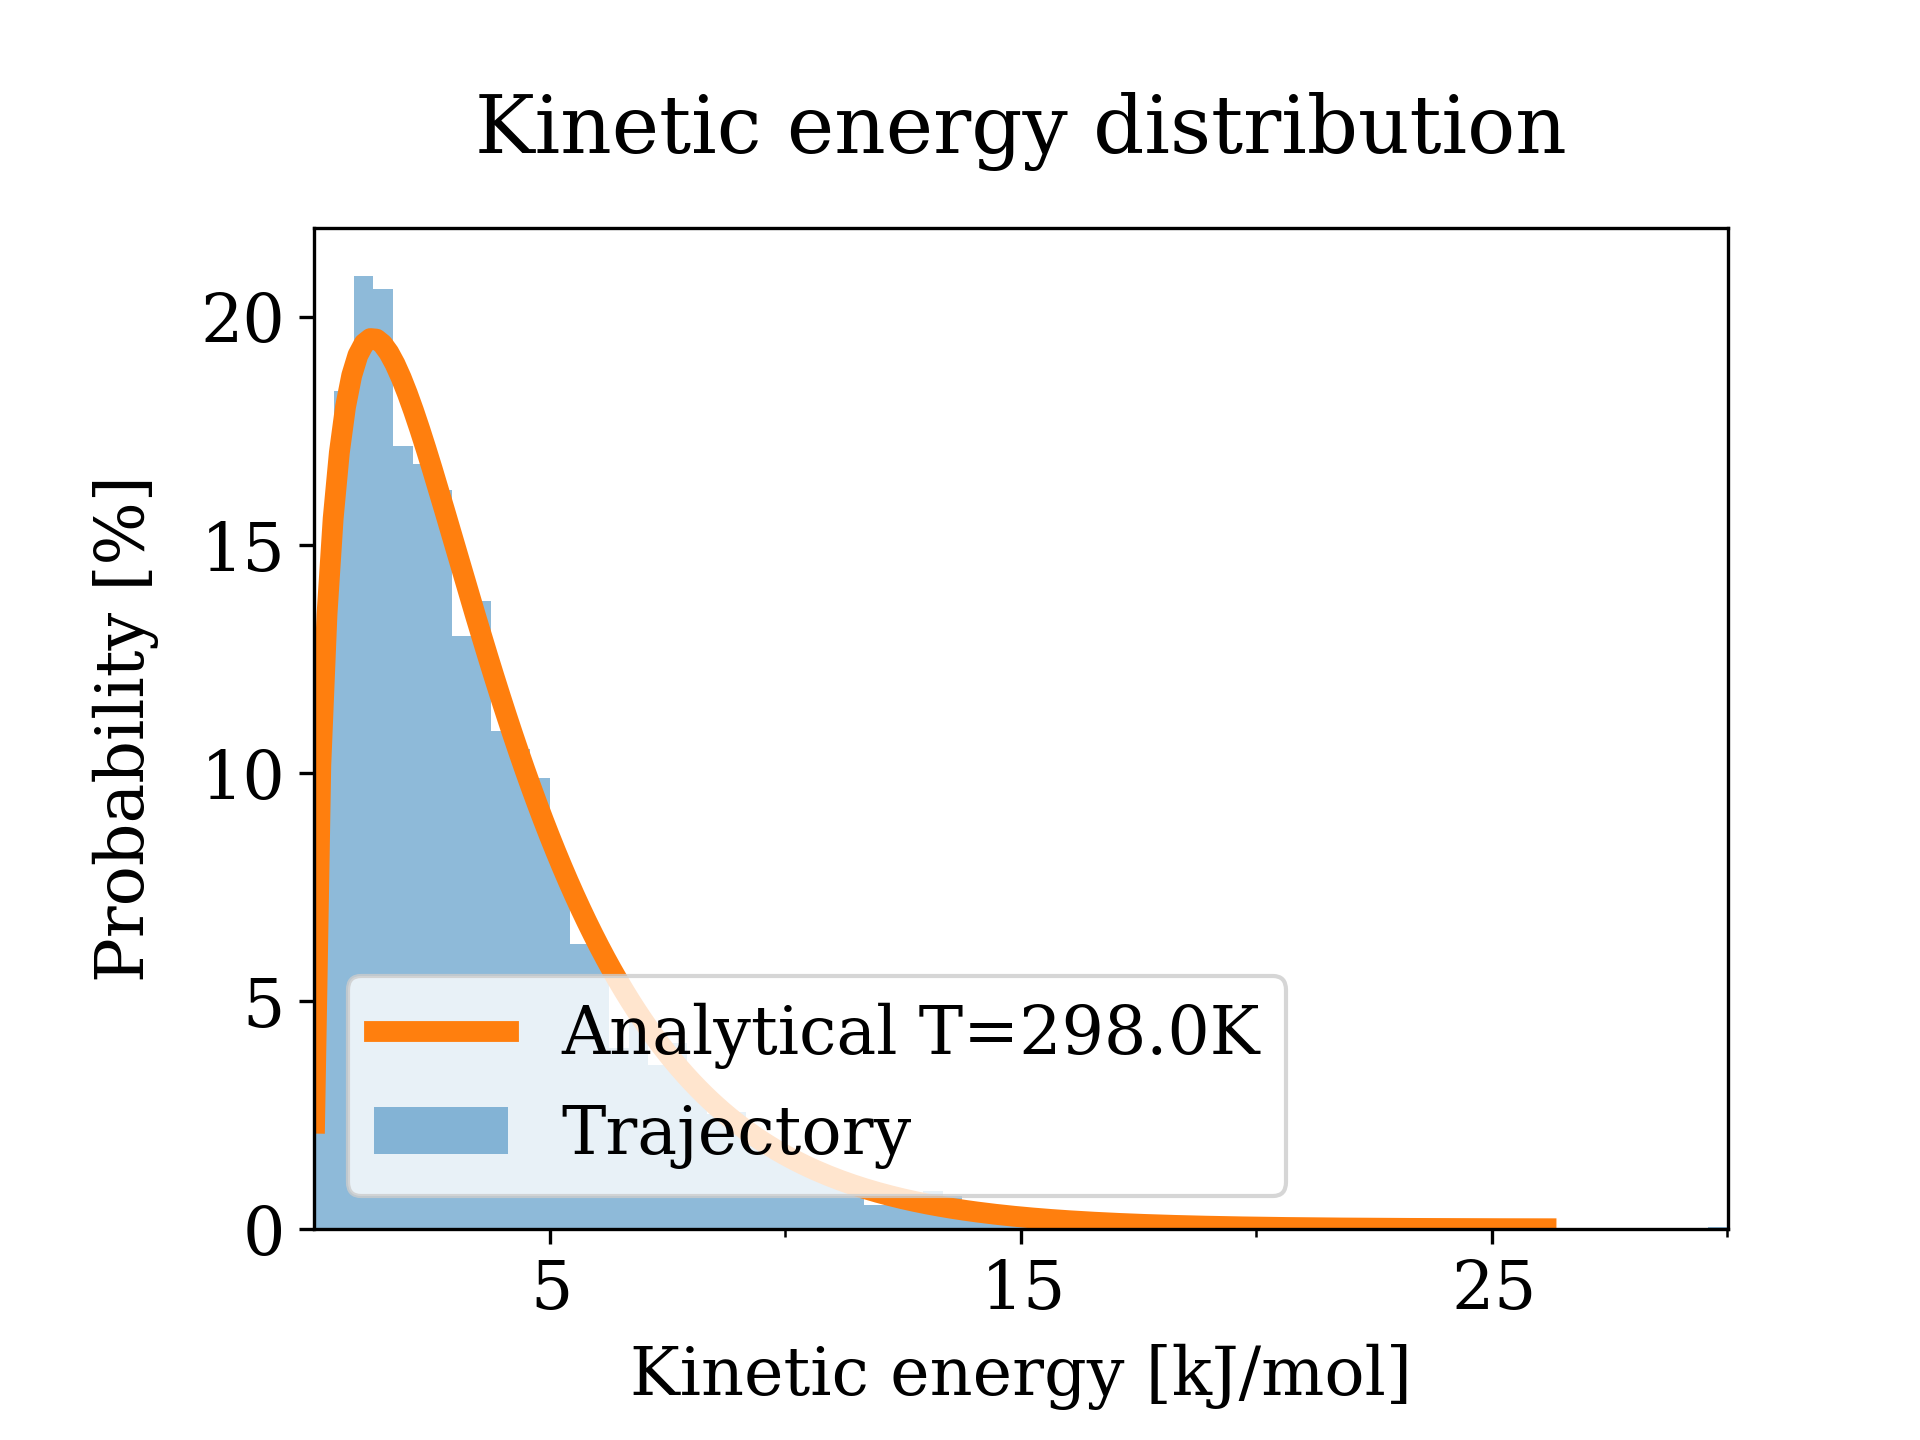 Kinetic energy distribution
20
15
10
5
0
Probability [%]
Analytical T=298.0K
Trajectory
5 15 25
Kinetic energy [kJ/mol]